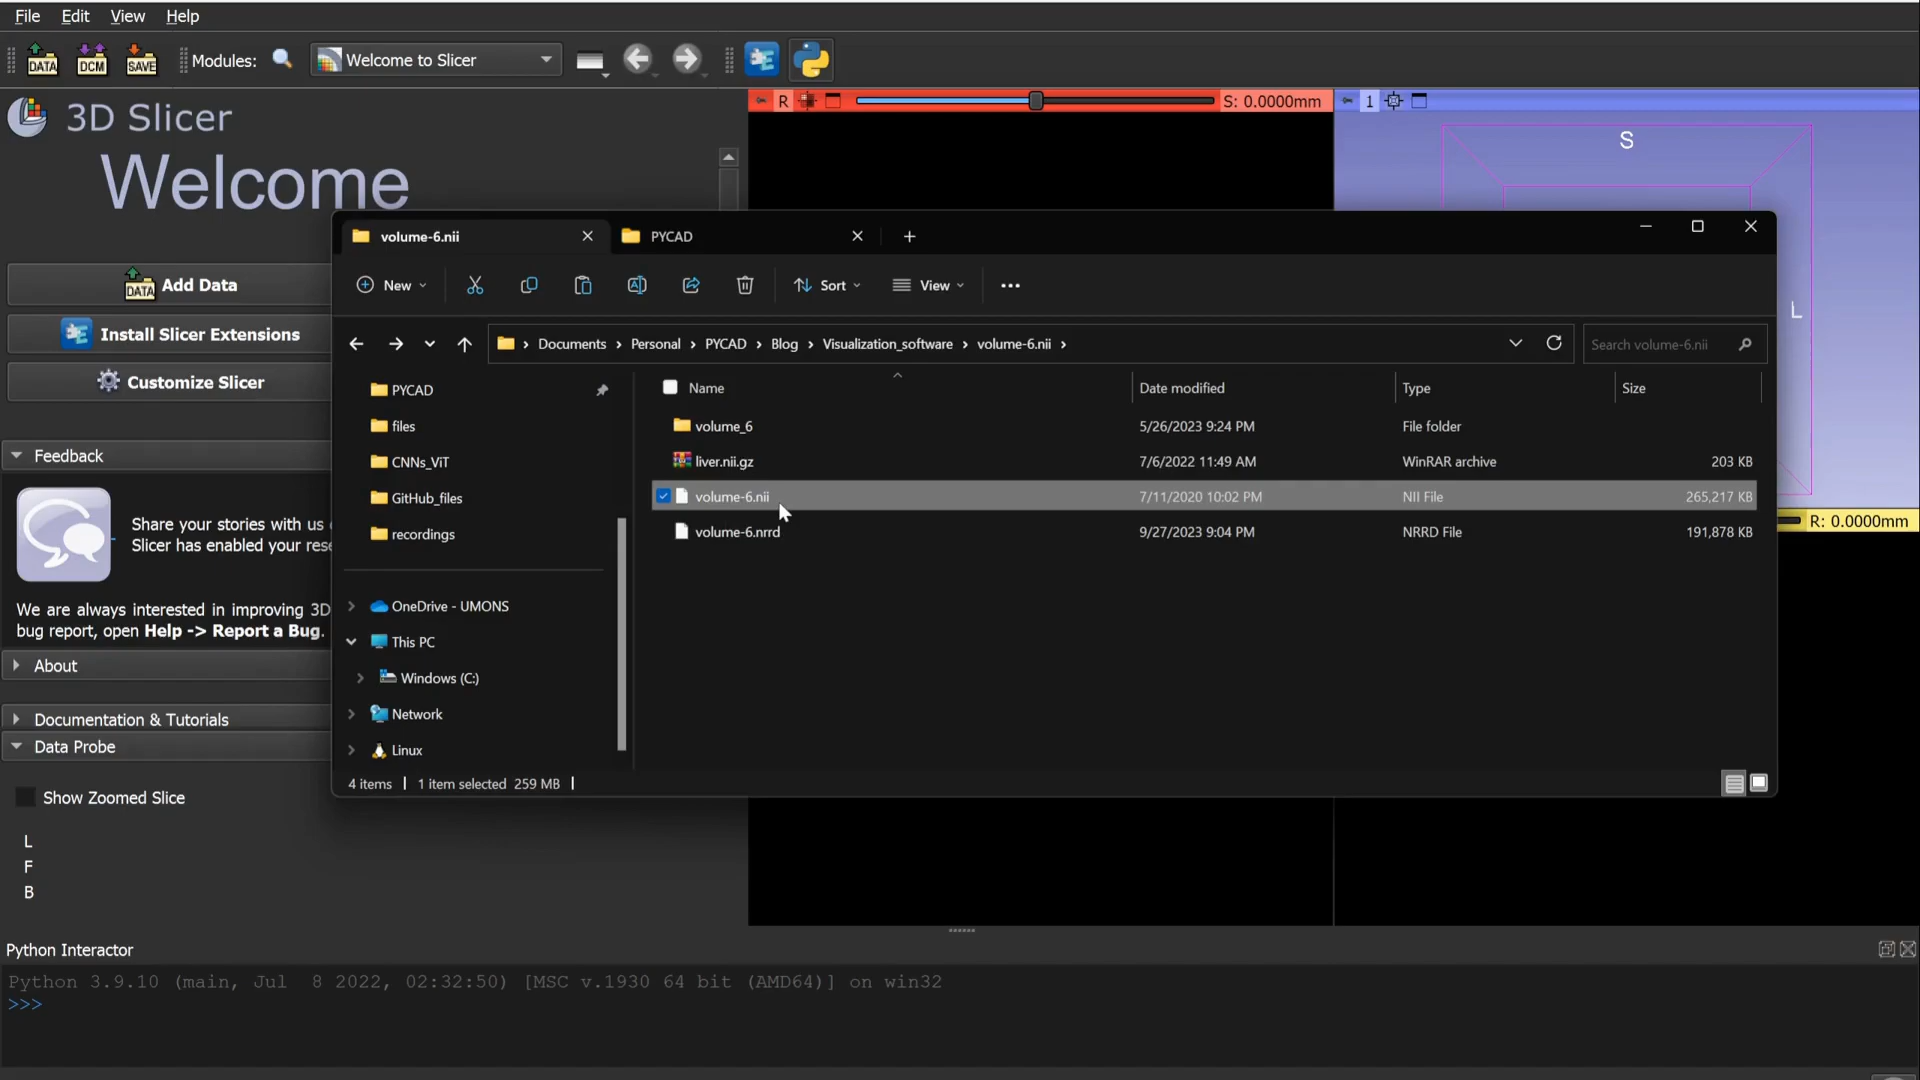 File Edit View Help
DATA DCM SAVE Modules: Welcome to Slicer
3D Slicer
Welcome
DATA Add Data
Install Slicer Extensions
Customize Slicer
Feedback
Share your stories with us
Slicer has enabled your rese
We are always interested in improving 3D
bug report, open Help -> Report a Bug.
About
Documentation & Tutorials
Data Probe
Show Zoomed Slice
L
F
B
R S: 0.0000mm
1
S
L
R: 0.0000mm
volume-6.nii PYCAD
New Sort View
Documents > Personal > PYCAD > Blog > Visualization_software > volume-6.nii >
Search volume-6.nii
PYCAD
files
CNNs_ViT
GitHub_files
recordings
OneDrive - UMONS
This PC
Windows (C:)
Network
Linux
Name Date modified Type Size
volume_6 5/26/2023 9:24 PM File folder
liver.nii.gz 7/6/2022 11:49 AM WinRAR archive 203 KB
volume-6.nii 7/11/2020 10:02 PM NII File 265,217 KB
volume-6.nrrd 9/27/2023 9:04 PM NRRD File 191,878 KB
4 items 1 item selected 259 MB
Python Interactor
Python 3.9.10 (main, Jul 8 2022, 02:32:50) [MSC v.1930 64 bit (AMD64)] on win32
>>>